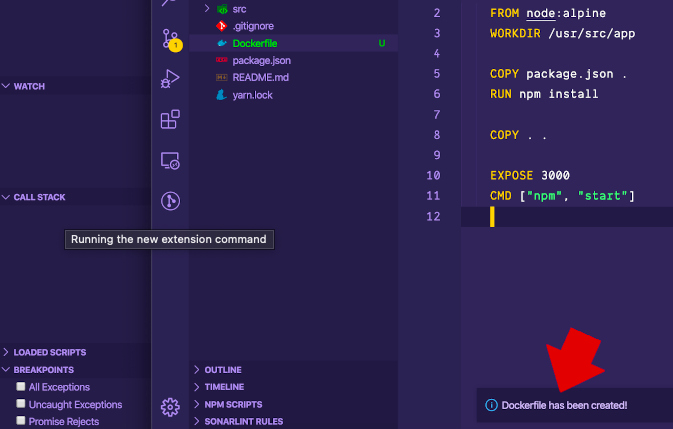 WATCH
CALL STACK
Running the new extension command
LOADED SCRIPTS
BREAKPOINTS
All Exceptions
Uncaught Exceptions
Promise Rejects
1
src
.gitignore
Dockerfile U
package.json
README.md
yarn.lock
OUTLINE
TIMELINE
NPM SCRIPTS
SONARLINT RULES
2 FROM node:alpine
3 WORKDIR /usr/src/app
4
5 COPY package.json .
6 RUN npm install
7
8 COPY . .
9
10 EXPOSE 3000
11 CMD ["npm", "start"]
12
Dockerfile has been created!